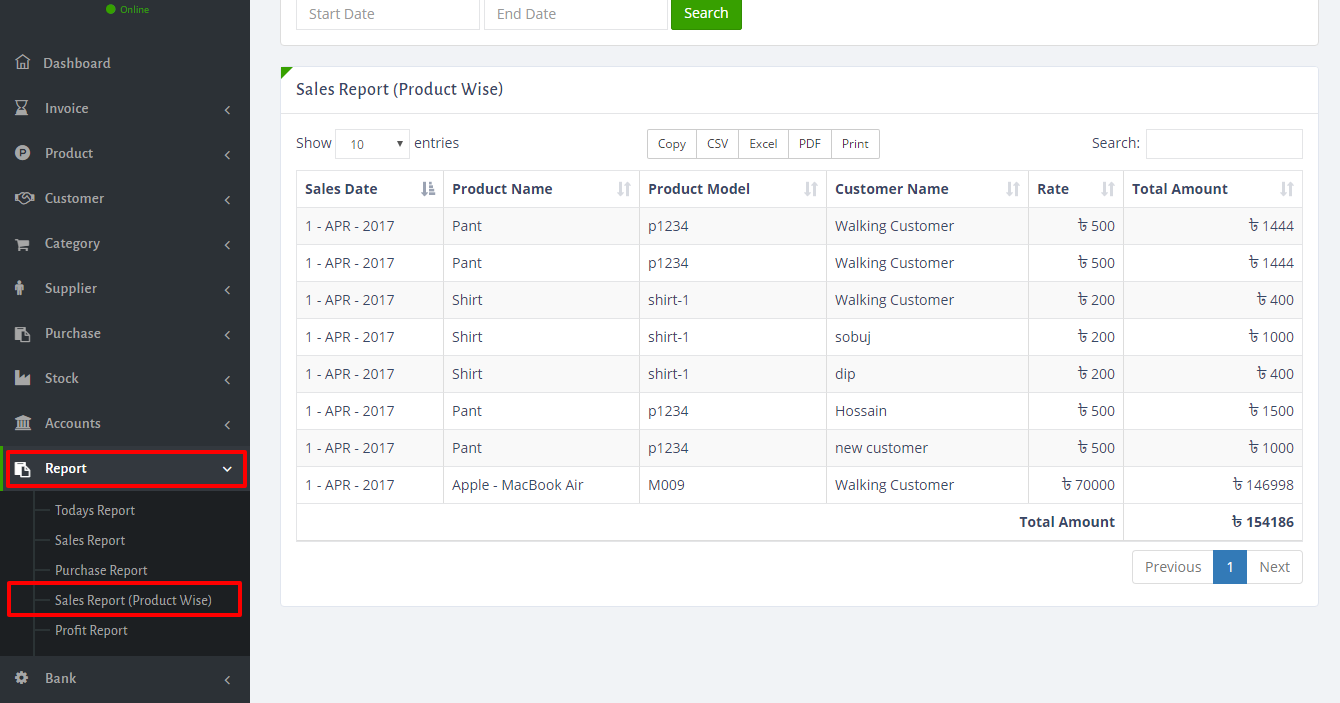 Online
Dashboard
Invoice
Product
Customer
Category
Supplier
Purchase
Stock
Accounts
Report
Todays Report
Sales Report
Purchase Report
Sales Report (Product Wise)
Profit Report
Bank
Start Date End Date Search
Sales Report (Product Wise)
Show 10 entries Copy CSV Excel PDF Print Search:
Sales Date Product Name Product Model Customer Name Rate Total Amount
1 - APR - 2017 Pant p1234 Walking Customer ৳ 500 ৳ 1444
1 - APR - 2017 Pant p1234 Walking Customer ৳ 500 ৳ 1444
1 - APR - 2017 Shirt shirt-1 Walking Customer ৳ 200 ৳ 400
1 - APR - 2017 Shirt shirt-1 sobuj ৳ 200 ৳ 1000
1 - APR - 2017 Shirt shirt-1 dip ৳ 200 ৳ 400
1 - APR - 2017 Pant p1234 Hossain ৳ 500 ৳ 1500
1 - APR - 2017 Pant p1234 new customer ৳ 500 ৳ 1000
1 - APR - 2017 Apple - MacBook Air M009 Walking Customer ৳ 70000 ৳ 146998
Total Amount ৳ 154186
Previous 1 Next